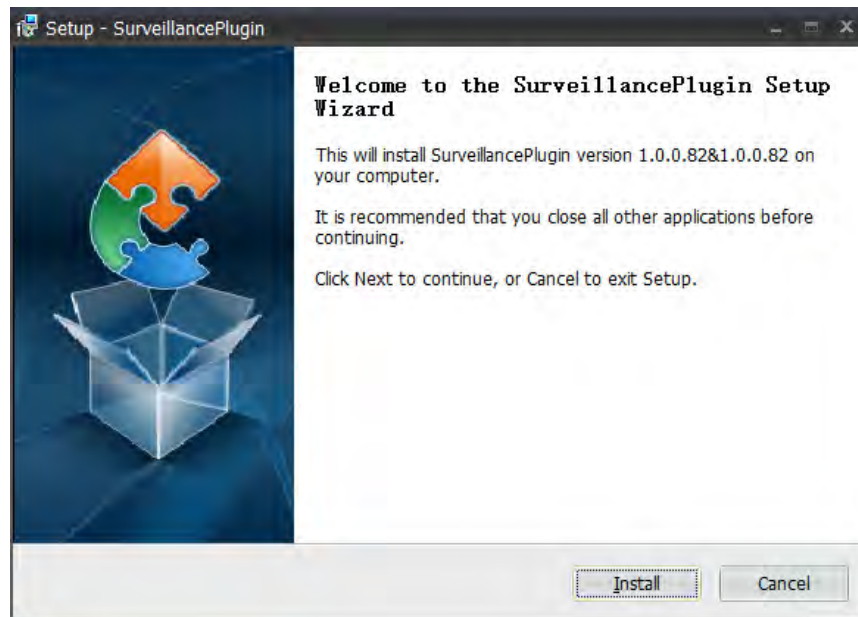 Setup - SurveillancePlugin
Welcome to the SurveillancePlugin Setup
Wizard
This will install SurveillancePlugin version 1.0.0.82&1.0.0.82 on
your computer.
It is recommended that you close all other applications before
continuing.
Click Next to continue, or Cancel to exit Setup.
Install
Cancel